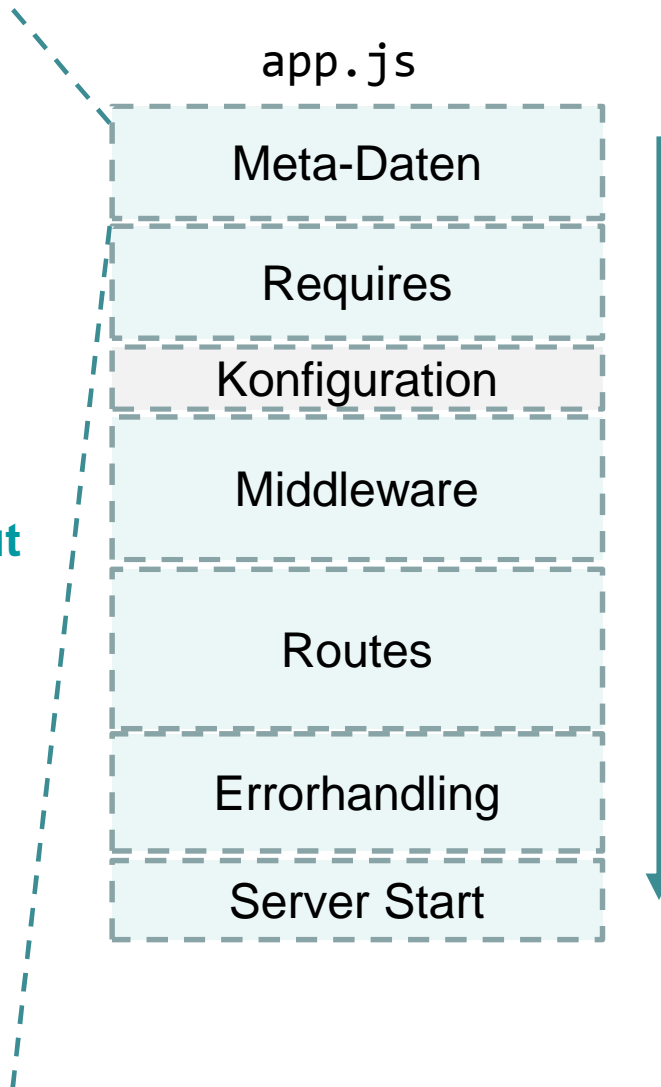 app.js
Meta-Daten
Requires
Konfiguration
Middleware
Routes
Errorhandling
Server Start